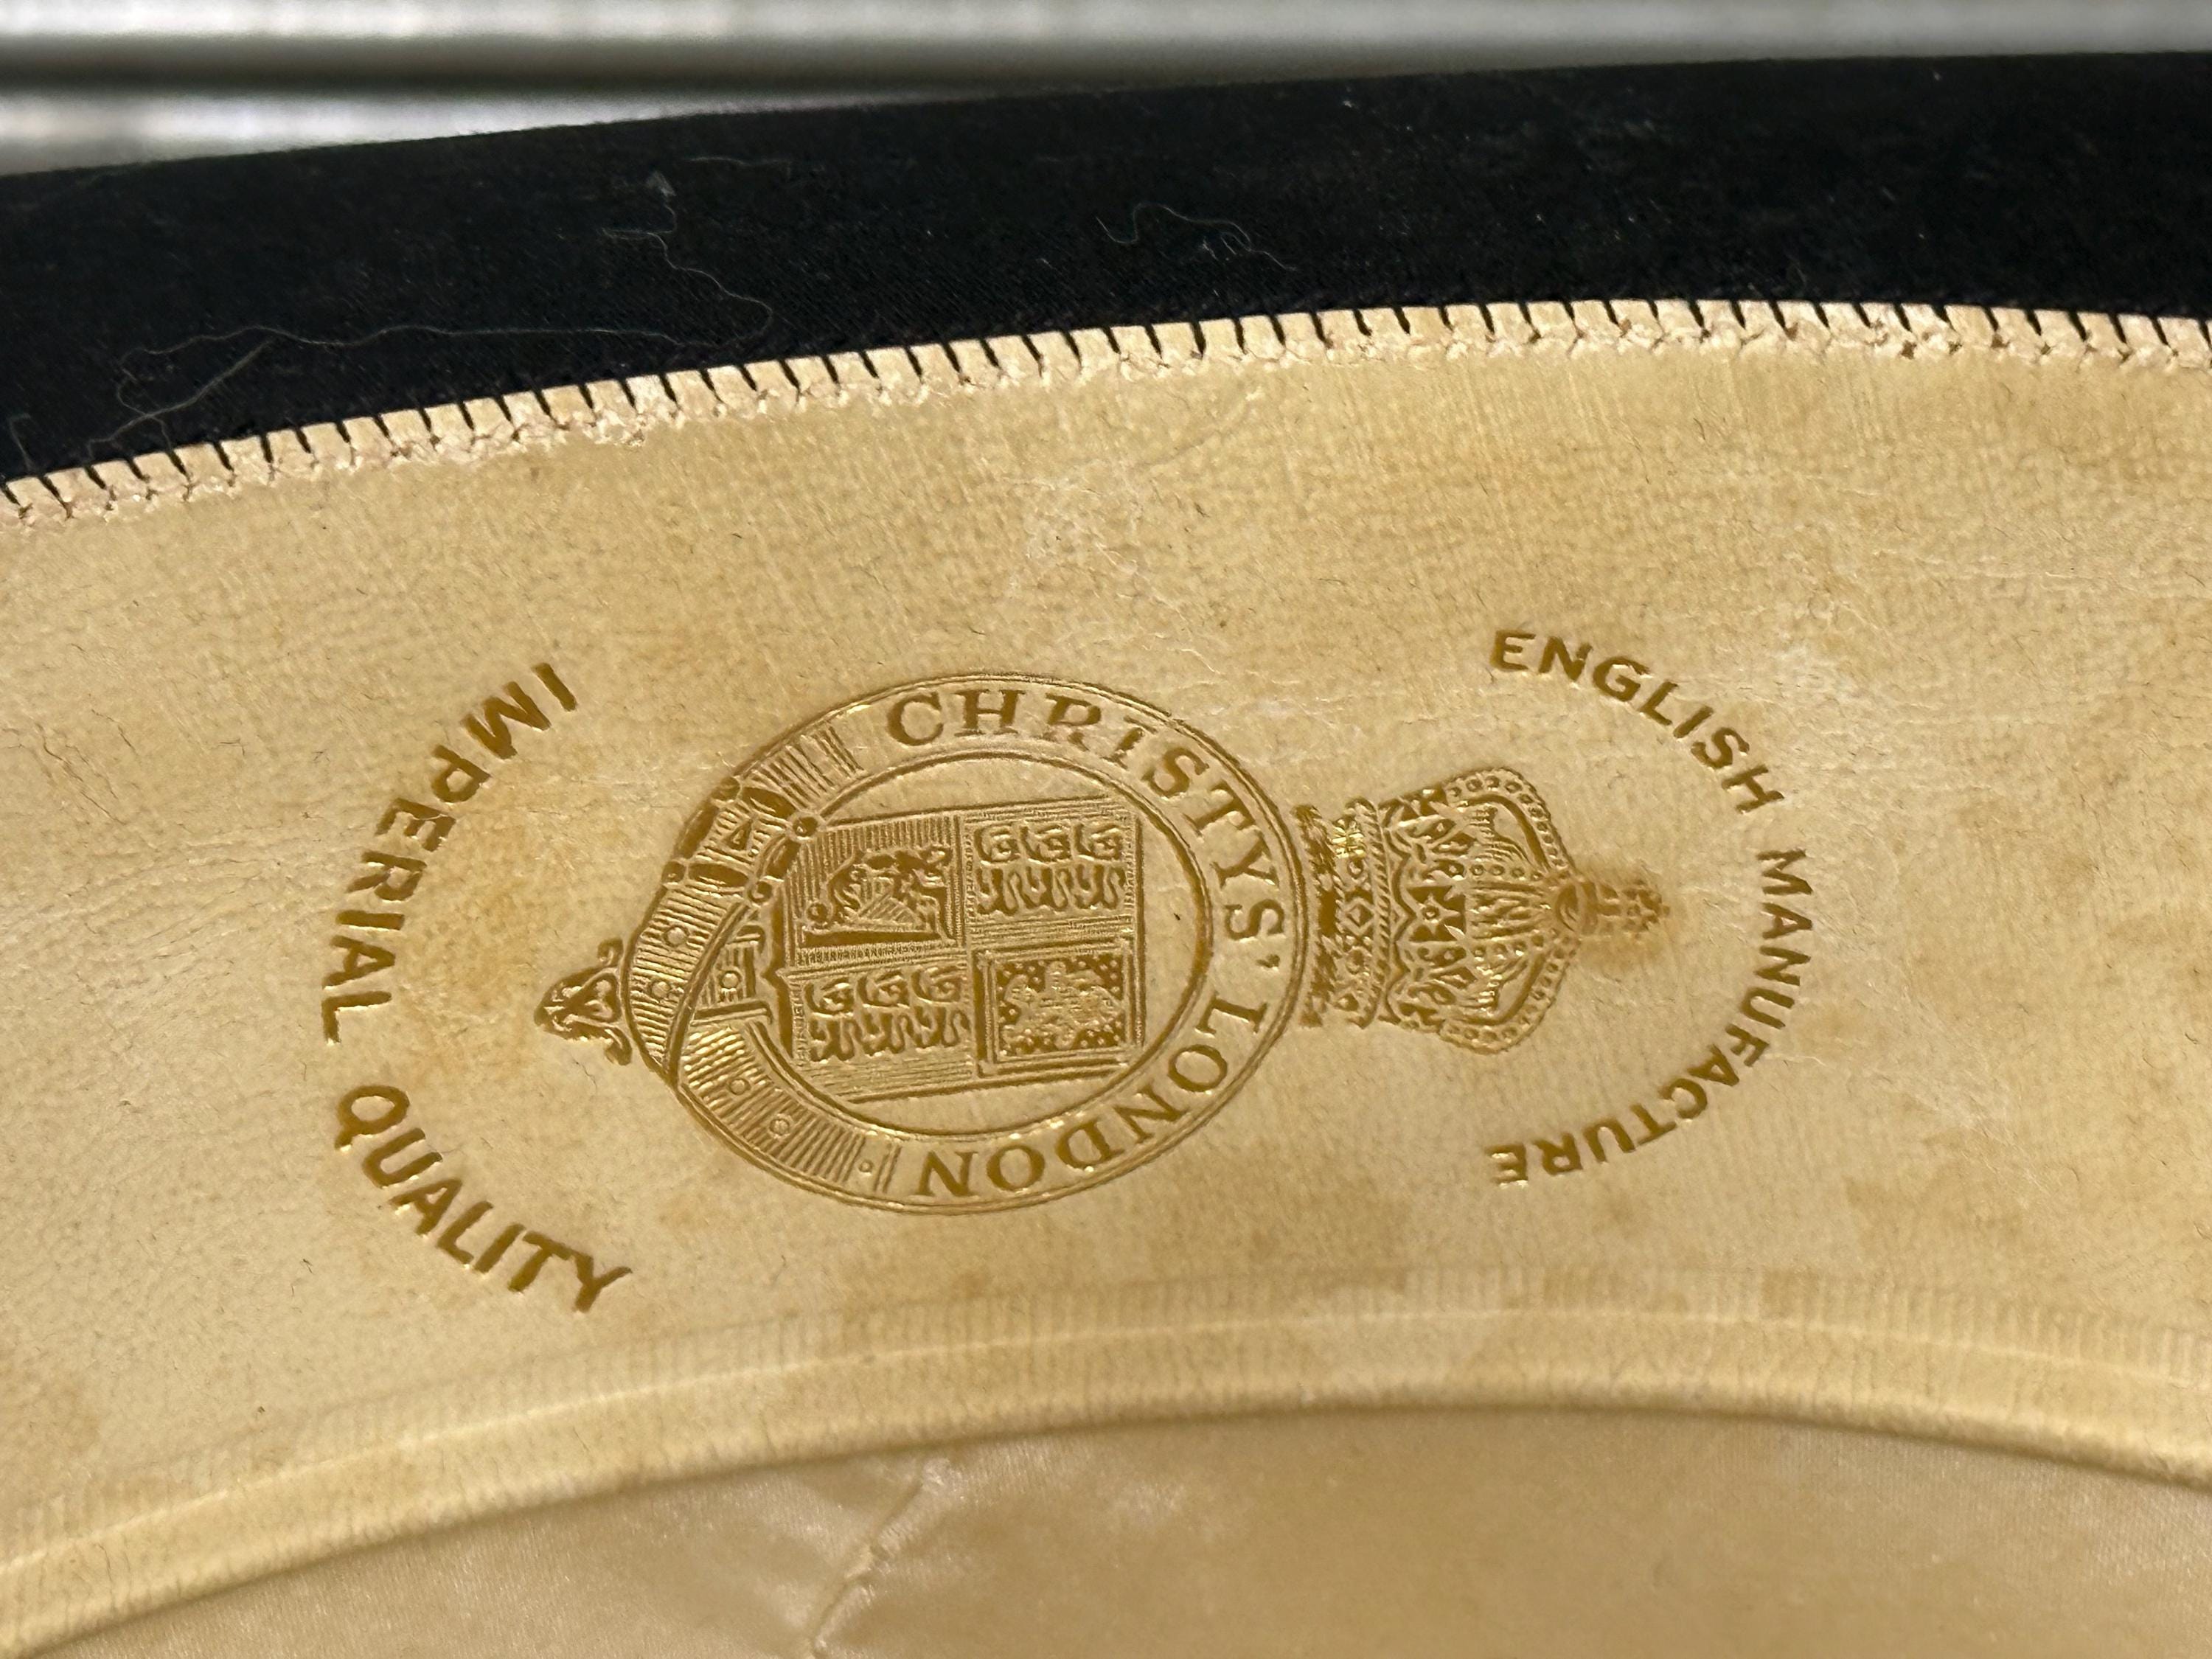 ENGLISH MANUFACTURE
CHRISTYS' LONDON
IMPERIAL QUALITY